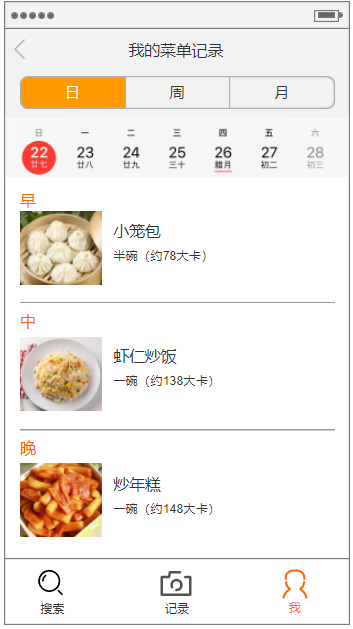 我的菜单记录
日 周 月
日 一 二 三 四 五 六
22 23 24 25 26 27 28
廿七 廿八 廿九 三十 腊月 初二 初三
早
小笼包
半碗（约78大卡）
中
虾仁炒饭
一碗（约138大卡）
晚
炒年糕
一碗（约148大卡）
搜索 记录 我